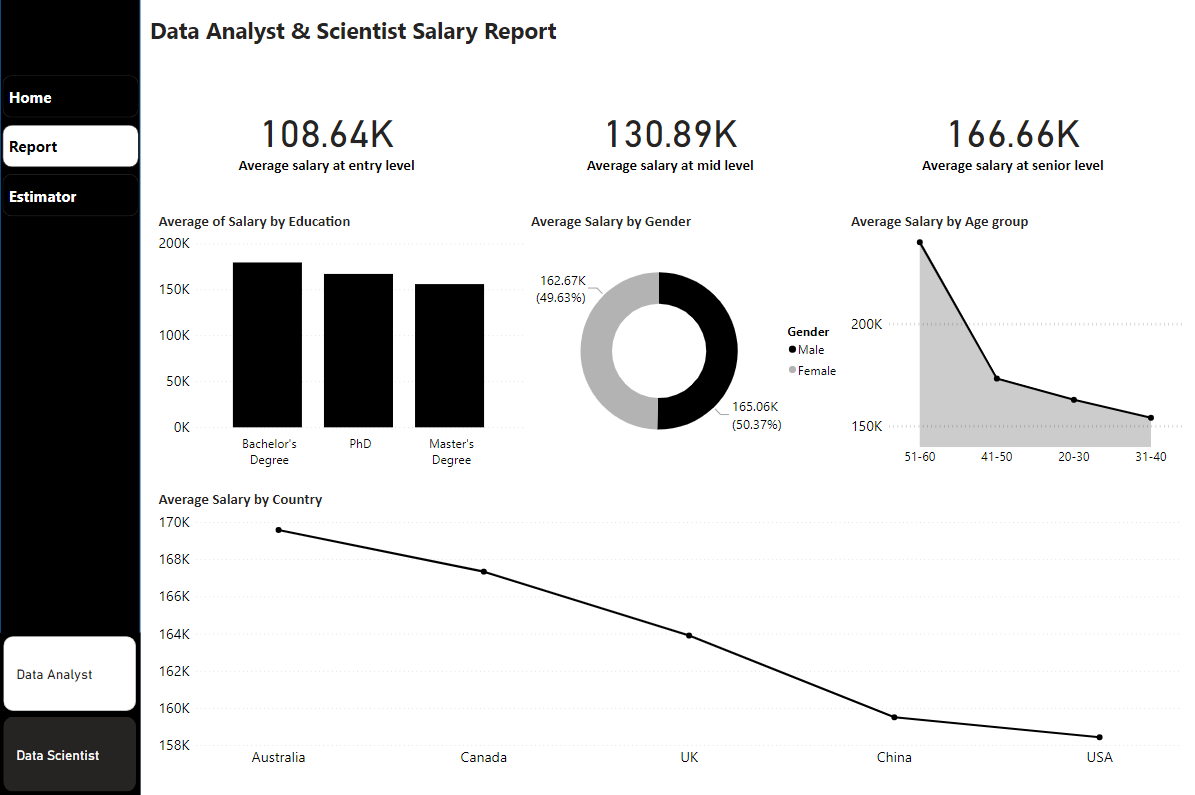 Data Analyst & Scientist Salary Report
Home
Report
Estimator
Data Analyst
Data Scientist
108.64K
Average salary at entry level
130.89K
Average salary at mid level
166.66K
Average salary at senior level
Average of Salary by Education
200K
150K
100K
50K
0K
Bachelor's
Degree
PhD
Master's
Degree
Average Salary by Gender
162.67K
(49.63%)
165.06K
(50.37%)
Gender
Male
Female
Average Salary by Age group
200K
150K
51-60
41-50
20-30
31-40
Average Salary by Country
170K
168K
166K
164K
162K
160K
158K
Australia
Canada
UK
China
USA